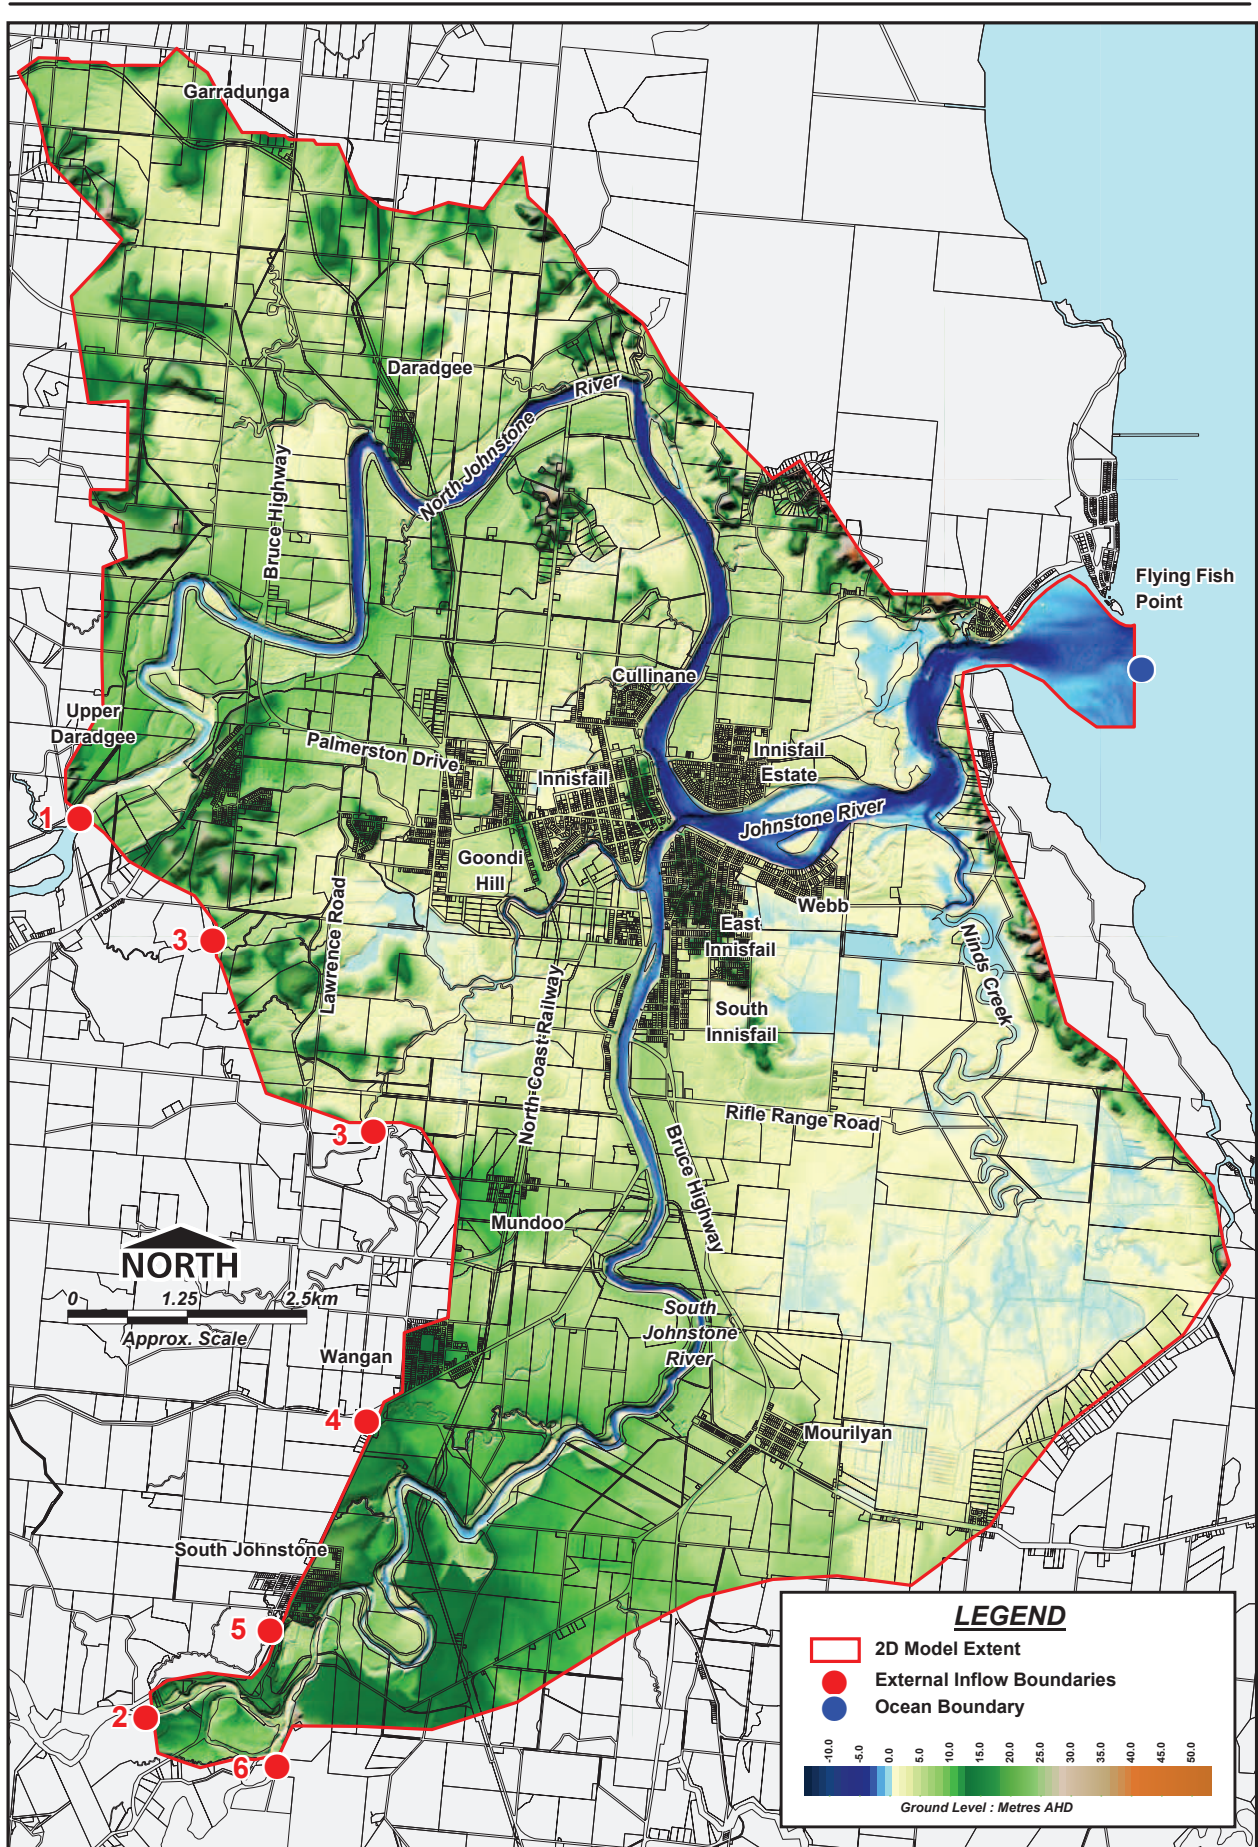 Garradunga
Daradgee
North Johnstone River
Bruce Highway
Flying Fish
Point
Cullinane
Upper
Daradgee
Palmerston Drive
Innisfail
Estate
Innisfail
Johnstone River
1
Goondi
Hill
Webb
Lawrence Road
East
Innisfail
3
Ninds Creek
North Coast Railway
South
Innisfail
Rifle Range Road
3
Bruce Highway
Mundoo
NORTH
0 1.25 2.5km
Approx. Scale
South
Johnstone
River
Wangan
4
Mourilyan
South Johnstone
5
2
6
LEGEND
2D Model Extent
External Inflow Boundaries
Ocean Boundary
-10.0 -5.0 0.0 5.0 10.0 15.0 20.0 25.0 30.0 35.0 40.0 45.0 50.0
Ground Level : Metres AHD